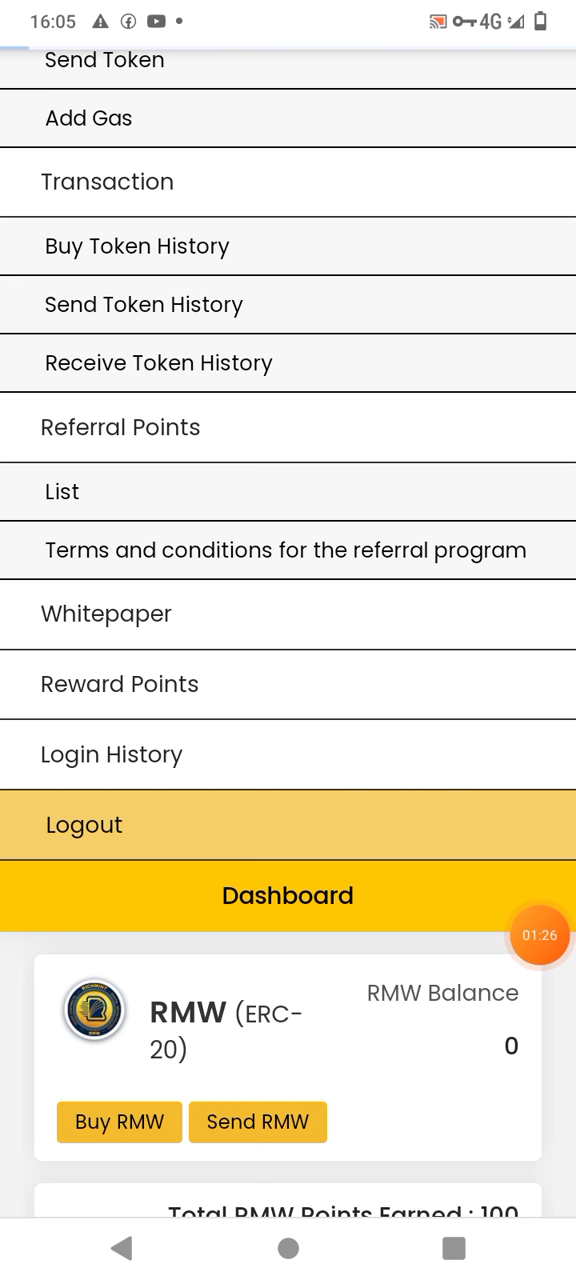 16:05
4G
Send Token
Add Gas
Transaction
Buy Token History
Send Token History
Receive Token History
Referral Points
List
Terms and conditions for the referral program
Whitepaper
Reward Points
Login History
Logout
Dashboard
01:26
RMW Balance
RMW (ERC-
20)
0
Buy RMW
Send RMW
Total RMW Points Earned : 100